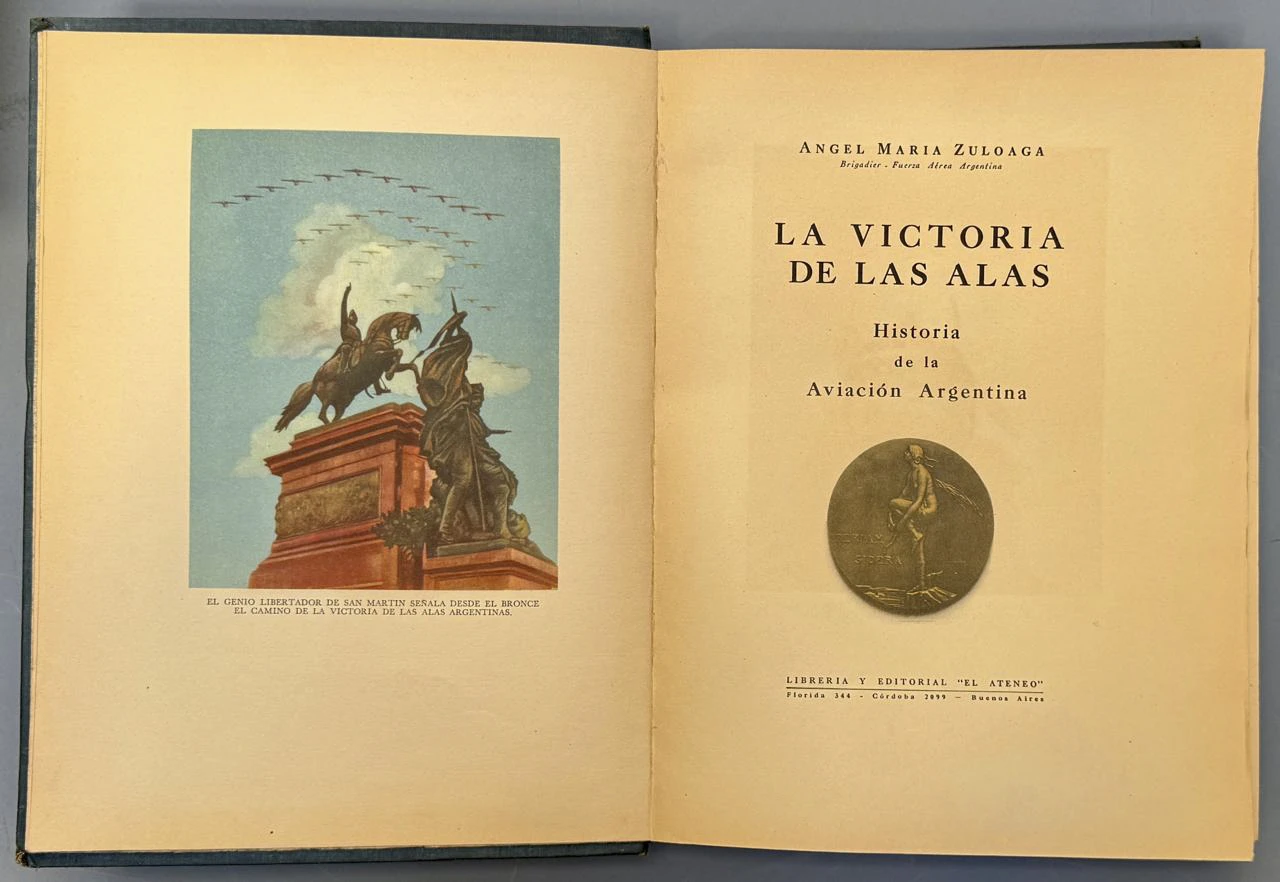 EL GENIO LIBERTADOR DE SAN MARTIN SEÑALA DESDE EL BRONCE
EL CAMINO DE LA VICTORIA DE LAS ALAS ARGENTINAS.
ANGEL MARIA ZULOAGA
Brigadier - Fuerza Aérea Argentina
LA VICTORIA
DE LAS ALAS
Historia
de la
Aviación Argentina
SIDERA
LIBRERIA Y EDITORIAL "EL ATENEO"
Florida 344 - Córdoba 2099 — Buenos Aires